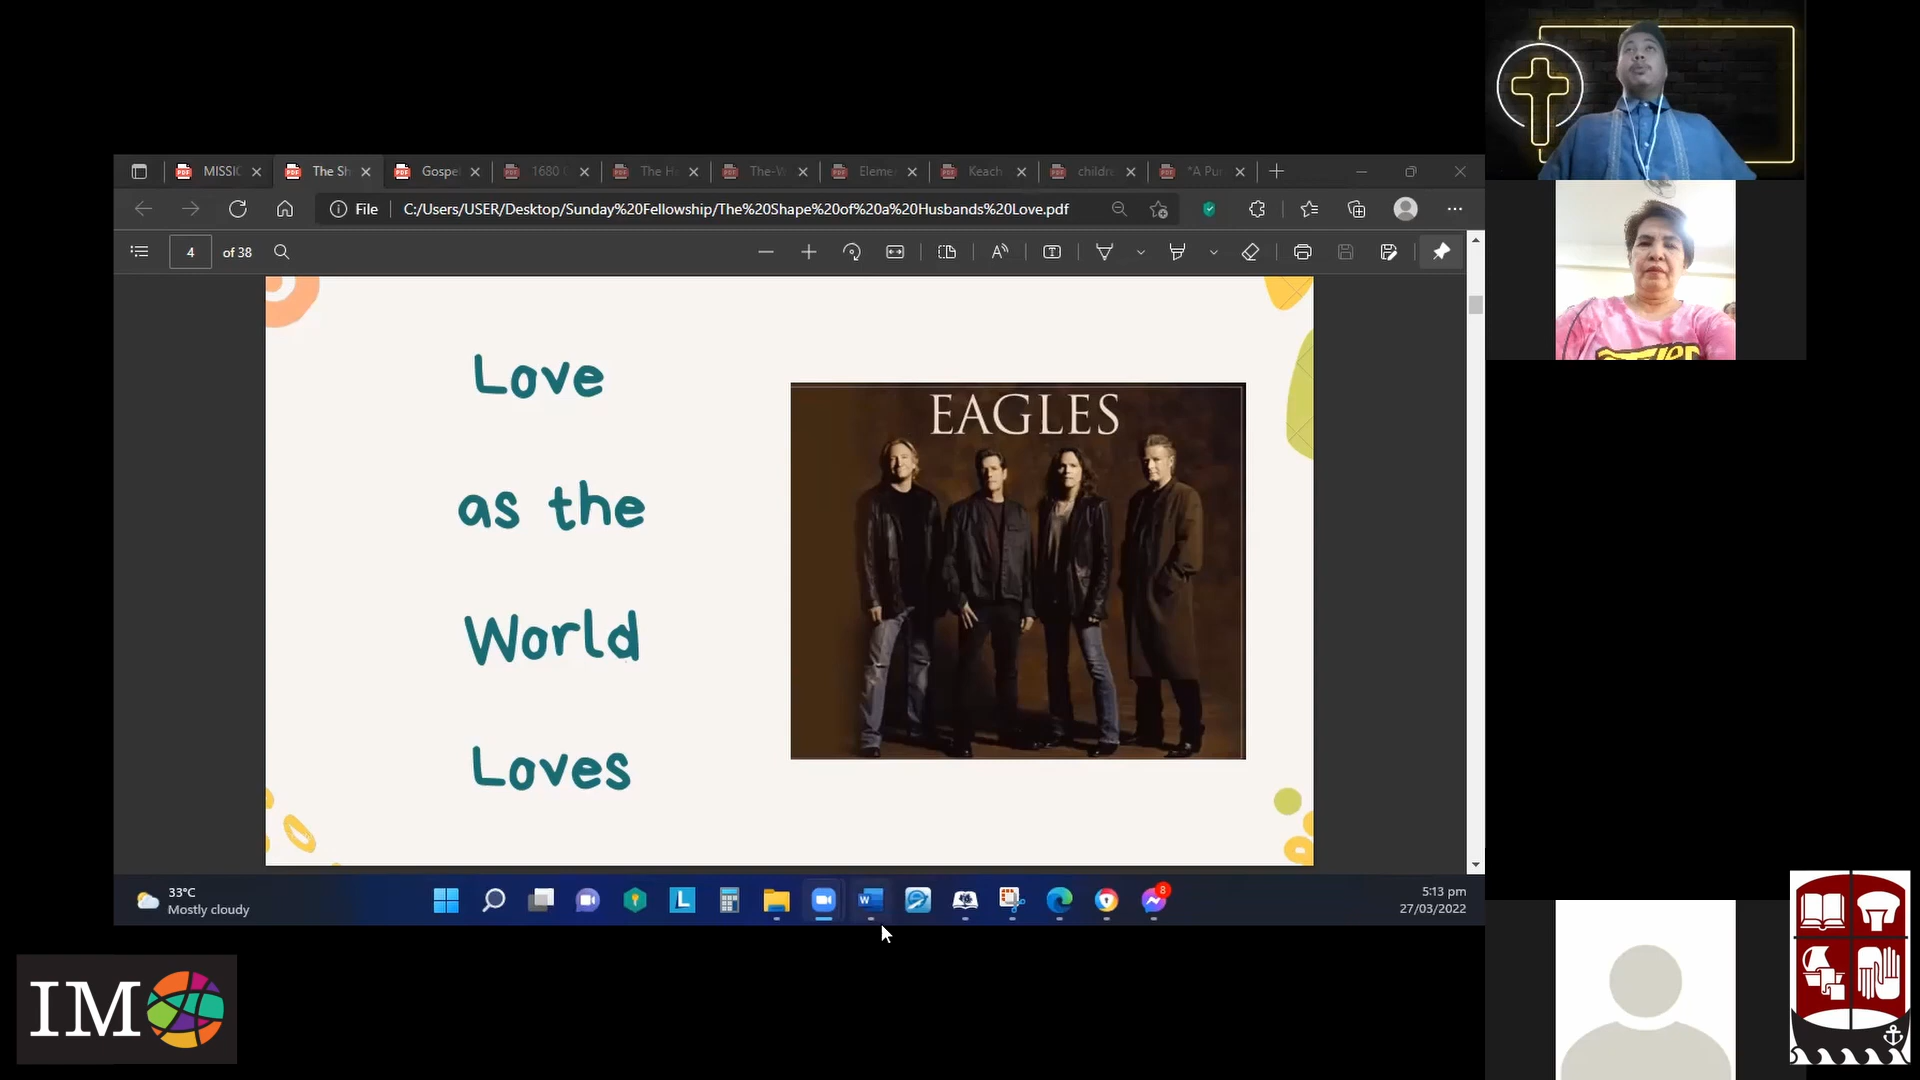 MISSIC
The Sh
Gospel
1680
The H
The-W
Eleme
Keach
childr
*A Pur
File
C:/Users/USER/Desktop/Sunday%20Fellowship/The%20Shape%20of%20a%20Husbands%20Love.pdf
4 of 38
Love
as the
World
Loves
EAGLES
33°C
Mostly cloudy
8
5:13 pm
27/03/2022
IM